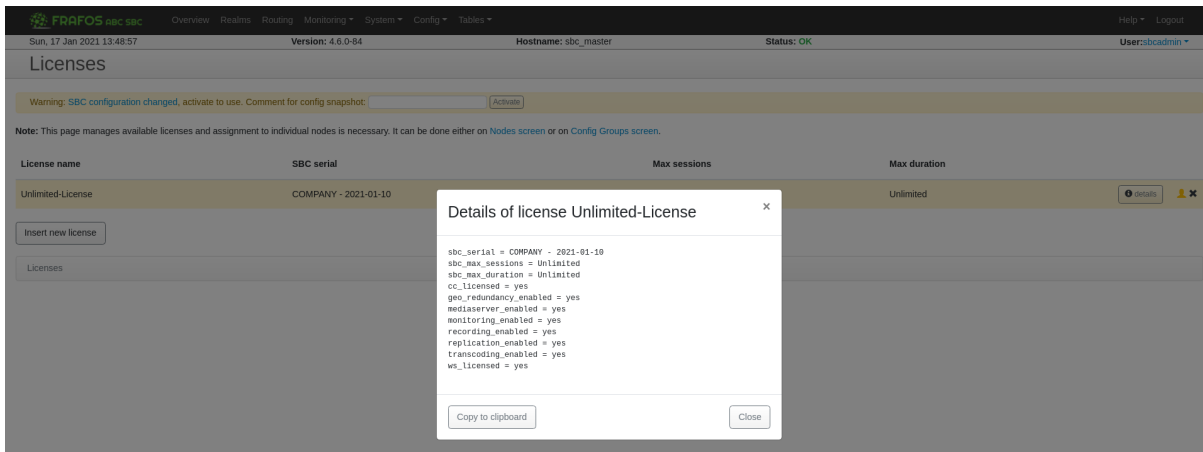 FRAFOS ABC SBC Overview Realms Routing Monitoring System Config Tables Help Logout
Sun, 17 Jan 2021 13:48:57 Version: 4.6.0-84 Hostname: sbc_master Status: OK User:sbcadmin
Licenses
Warning: SBC configuration changed, activate to use. Comment for config snapshot: Activate
Note: This page manages available licenses and assignment to individual nodes is necessary. It can be done either on Nodes screen or on Config Groups screen.
License name SBC serial Max sessions Max duration
Unlimited-License COMPANY - 2021-01-10 Unlimited details
Insert new license
Licenses
Details of license Unlimited-License ×
sbc_serial = COMPANY - 2021-01-10
sbc_max_sessions = Unlimited
sbc_max_duration = Unlimited
cc_licensed = yes
geo_redundancy_enabled = yes
mediaserver_enabled = yes
monitoring_enabled = yes
recording_enabled = yes
replication_enabled = yes
transcoding_enabled = yes
ws_licensed = yes
Copy to clipboard Close